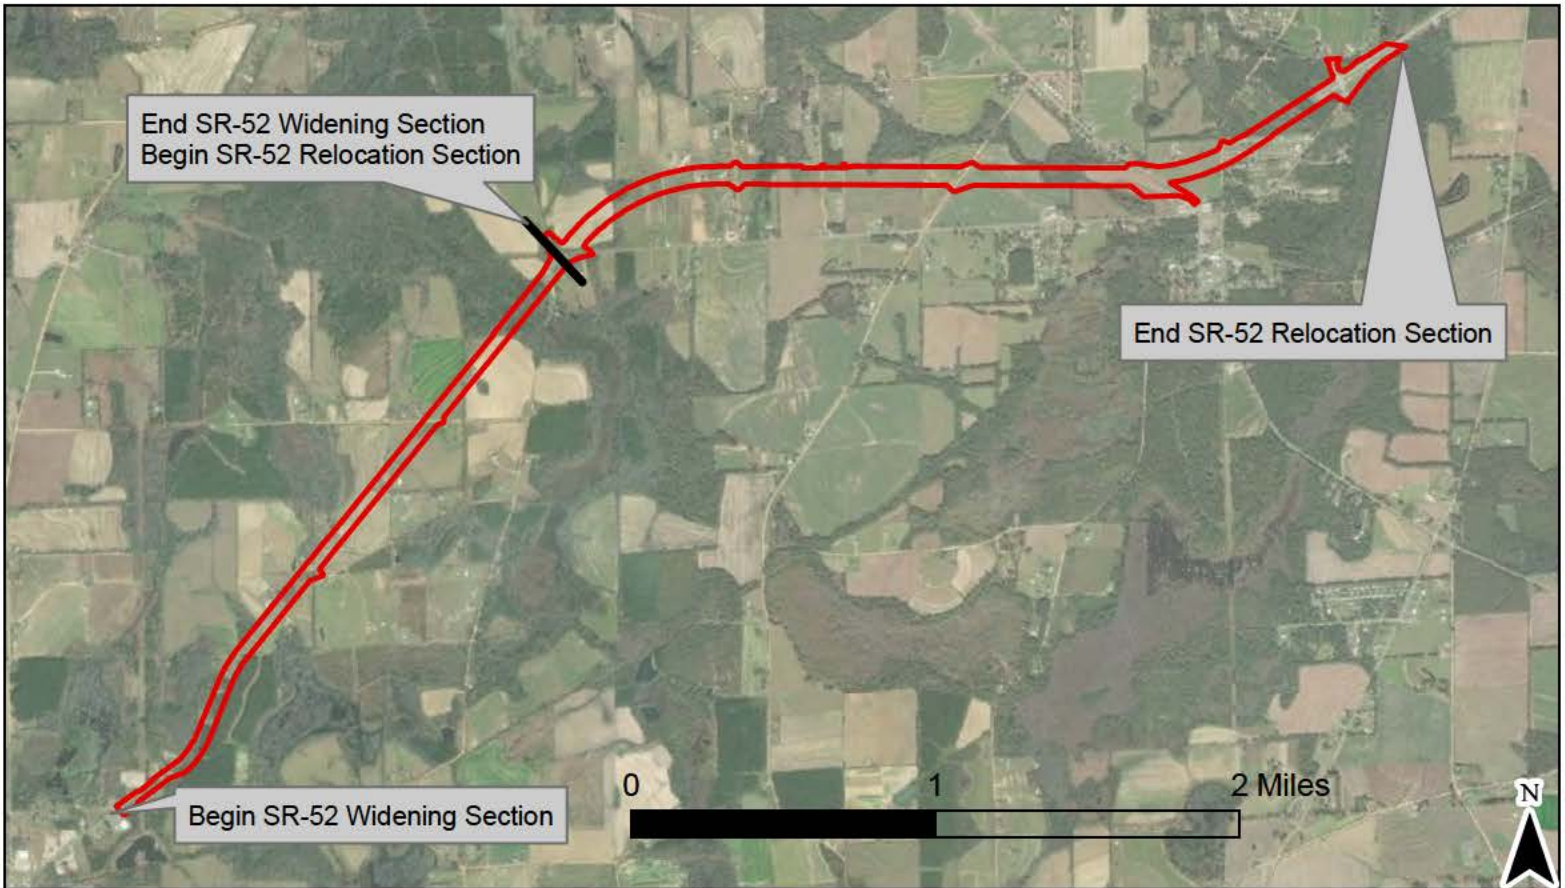 End SR-52 Widening Section
Begin SR-52 Relocation Section
End SR-52 Relocation Section
Begin SR-52 Widening Section
0 1 2 Miles
N